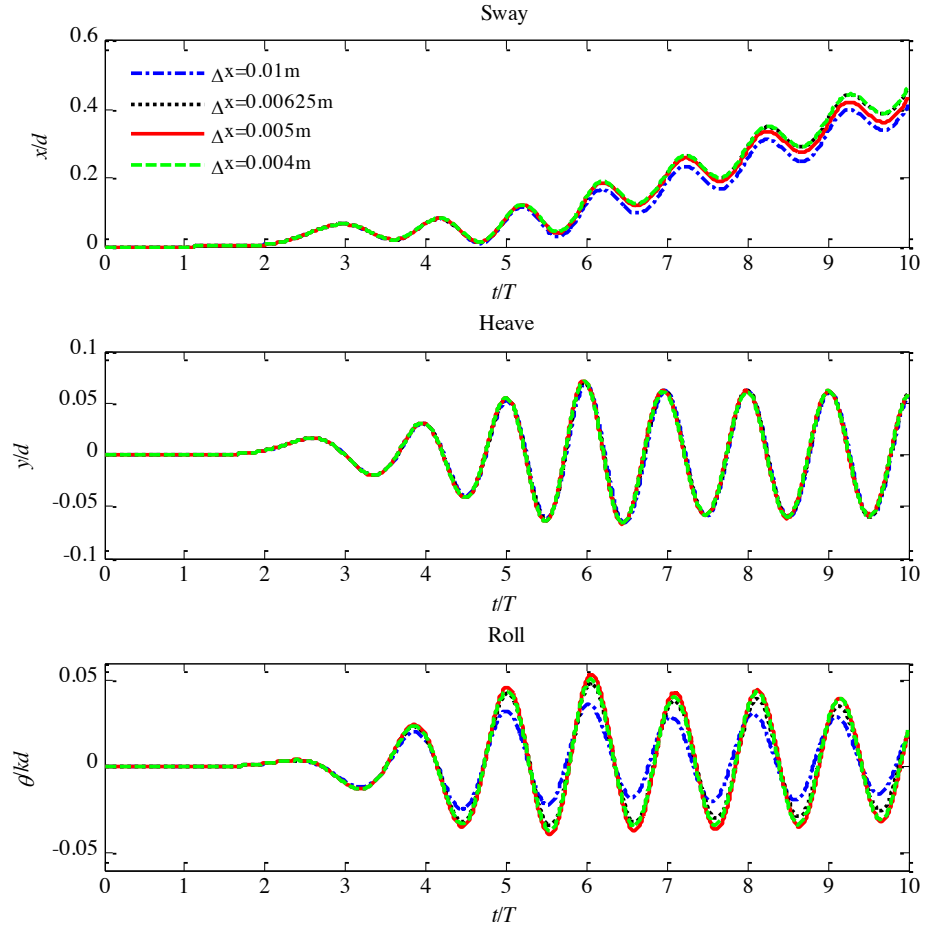 Sway
0.6
0.4
0.2
0
x/d
Δx=0.01m
Δx=0.00625m
Δx=0.005m
Δx=0.004m
0 1 2 3 4 5 6 7 8 9 10
t/T
Heave
0.1
0.05
0
-0.05
-0.1
y/d
0 1 2 3 4 5 6 7 8 9 10
t/T
Roll
0.05
0
-0.05
θ/kd
0 1 2 3 4 5 6 7 8 9 10
t/T